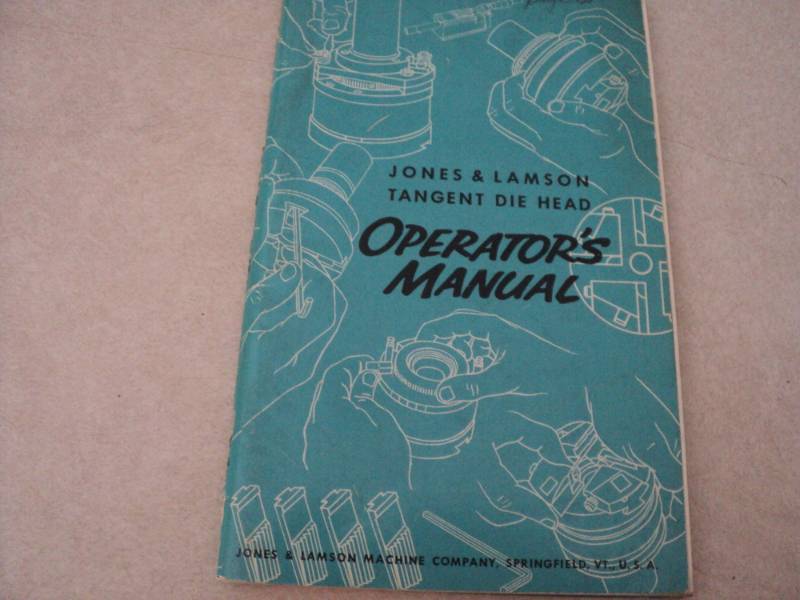 JONES & LAMSON
TANGENT DIE HEAD
OPERATOR'S
MANUAL
JONES & LAMSON MACHINE COMPANY, SPRINGFIELD, VT., U.S.A.